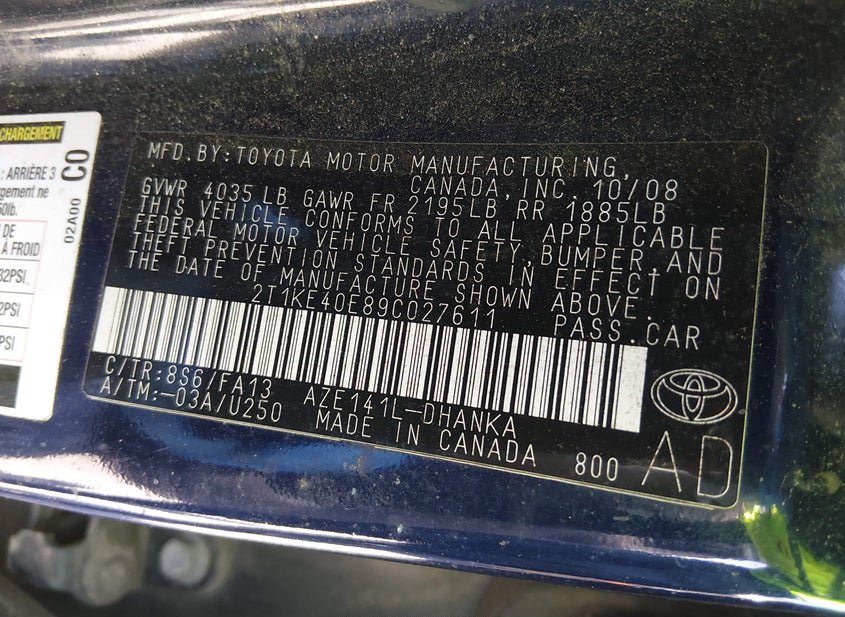 CHARGEMENT
: ARRIÈRE 3
argement ne
50lb.
N DE
À FROID
32PSI
2PSI
PSI
02A00 CO
MFD.BY:TOYOTA MOTOR MANUFACTURING,
CANADA,INC. 10/08
GVWR 4035 LB GAWR FR 2195LB RR 1885LB
THIS VEHICLE CONFORMS TO ALL APPLICABLE
FEDERAL MOTOR VEHICLE SAFETY,BUMPER,AND
THEFT PREVENTION STANDARDS IN EFFECT ON
THE DATE OF MANUFACTURE SHOWN ABOVE.
2T1KE40E89C027611 PASS.CAR
C/TR:8S6/FA13 AZE141L-DHANKA
A/TM:-03A/U250 MADE IN CANADA 800
AD